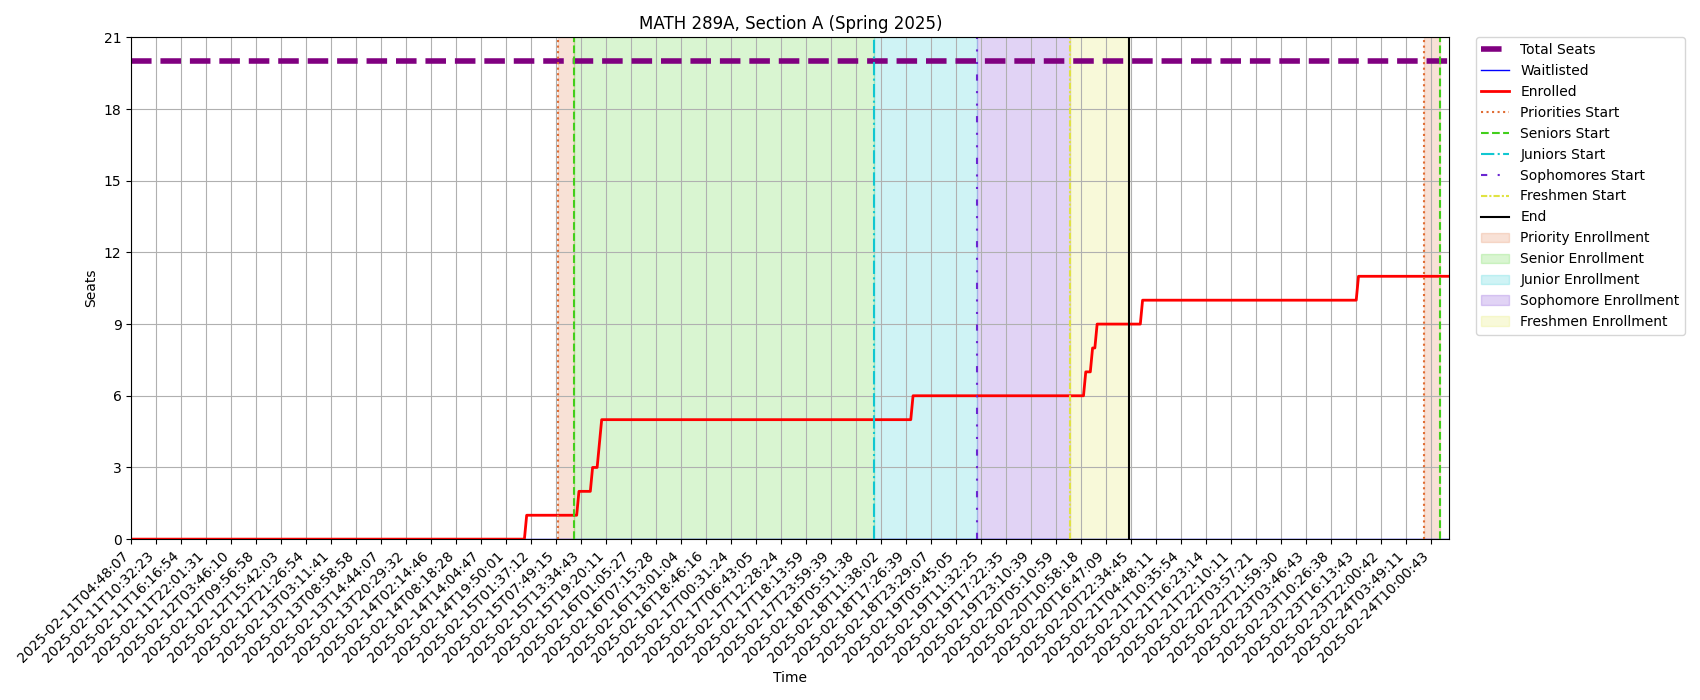 MATH 289A, Section A (Spring 2025)
21
18
15
12
9
6
3
0
Seats
Total Seats
Waitlisted
Enrolled
Priorities Start
Seniors Start
Juniors Start
Sophomores Start
Freshmen Start
End
Priority Enrollment
Senior Enrollment
Junior Enrollment
Sophomore Enrollment
Freshmen Enrollment
2025-02-11T04:48:07
2025-02-11T10:32:23
2025-02-11T16:16:54
2025-02-11T22:01:31
2025-02-12T03:46:10
2025-02-12T09:56:58
2025-02-12T15:42:03
2025-02-12T21:26:54
2025-02-13T03:11:41
2025-02-13T08:58:58
2025-02-13T14:44:07
2025-02-13T20:29:32
2025-02-14T02:14:46
2025-02-14T08:18:28
2025-02-14T14:04:47
2025-02-14T19:50:01
2025-02-15T01:37:12
2025-02-15T07:49:15
2025-02-15T13:34:43
2025-02-15T19:20:11
2025-02-16T01:05:27
2025-02-16T07:15:28
2025-02-16T13:01:04
2025-02-16T18:46:16
2025-02-17T00:31:24
2025-02-17T06:43:05
2025-02-17T12:28:24
2025-02-17T18:13:59
2025-02-17T23:59:39
2025-02-18T05:51:38
2025-02-18T11:38:02
2025-02-18T17:26:39
2025-02-18T23:29:07
2025-02-19T05:45:05
2025-02-19T11:32:25
2025-02-19T17:22:35
2025-02-19T23:10:39
2025-02-20T05:10:59
2025-02-20T10:58:18
2025-02-20T16:47:09
2025-02-20T22:34:45
2025-02-21T04:48:11
2025-02-21T10:35:54
2025-02-21T16:23:14
2025-02-21T22:10:11
2025-02-22T03:57:21
2025-02-22T21:59:30
2025-02-23T03:46:43
2025-02-23T10:26:38
2025-02-23T16:13:43
2025-02-23T22:00:42
2025-02-24T03:49:11
2025-02-24T10:00:43
Time